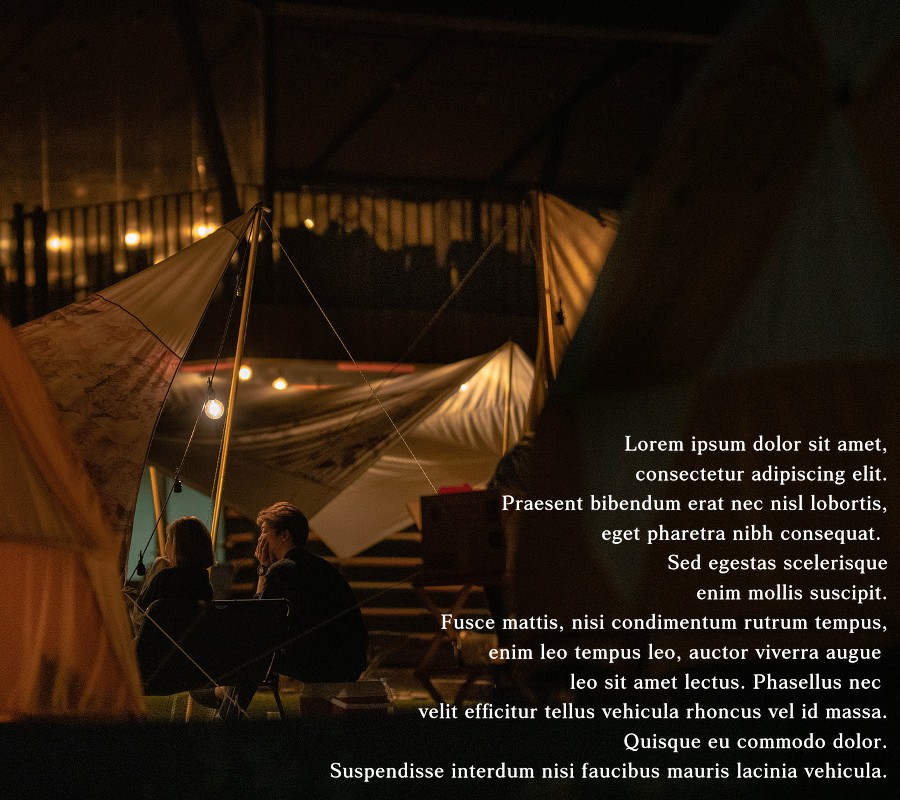 Lorem ipsum dolor sit amet,
consectetur adipiscing elit.
Praesent bibendum erat nec nisl lobortis,
eget pharetra nibh consequat.
Sed egestas scelerisque
enim mollis suscipit.
Fusce mattis, nisi condimentum rutrum tempus,
enim leo tempus leo, auctor viverra augue
leo sit amet lectus. Phasellus nec
velit efficitur tellus vehicula rhoncus vel id massa.
Quisque eu commodo dolor.
Suspendisse interdum nisi faucibus mauris lacinia vehicula.